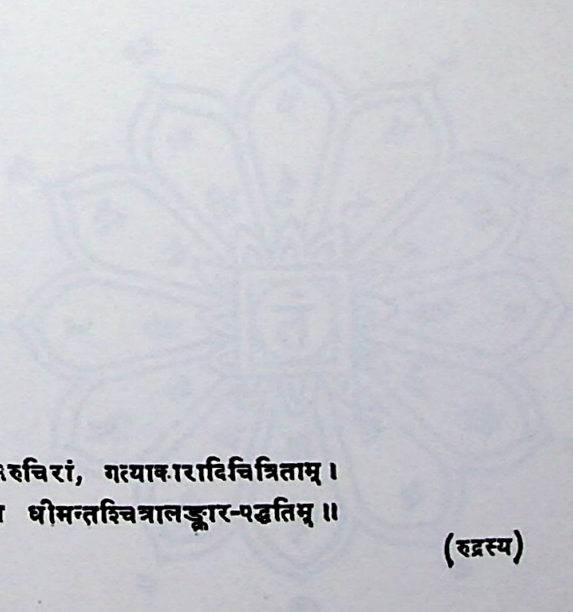 रुचिरां, गत्याकारादिचित्रिताम् ।
धीमन्तश्चित्रालङ्कार-पद्धतिम् ॥
(रुद्रस्य)